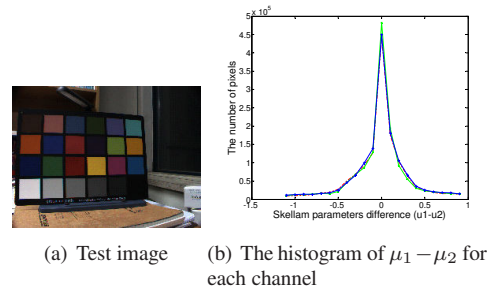 x 10^5
5
4.5
4
3.5
3
2.5
2
1.5
1
0.5
0
The number of pixels
-1.5 -1 -0.5 0 0.5 1
Skellam parameters difference (u1-u2)
(a) Test image
(b) The histogram of μ₁−μ₂ for
each channel